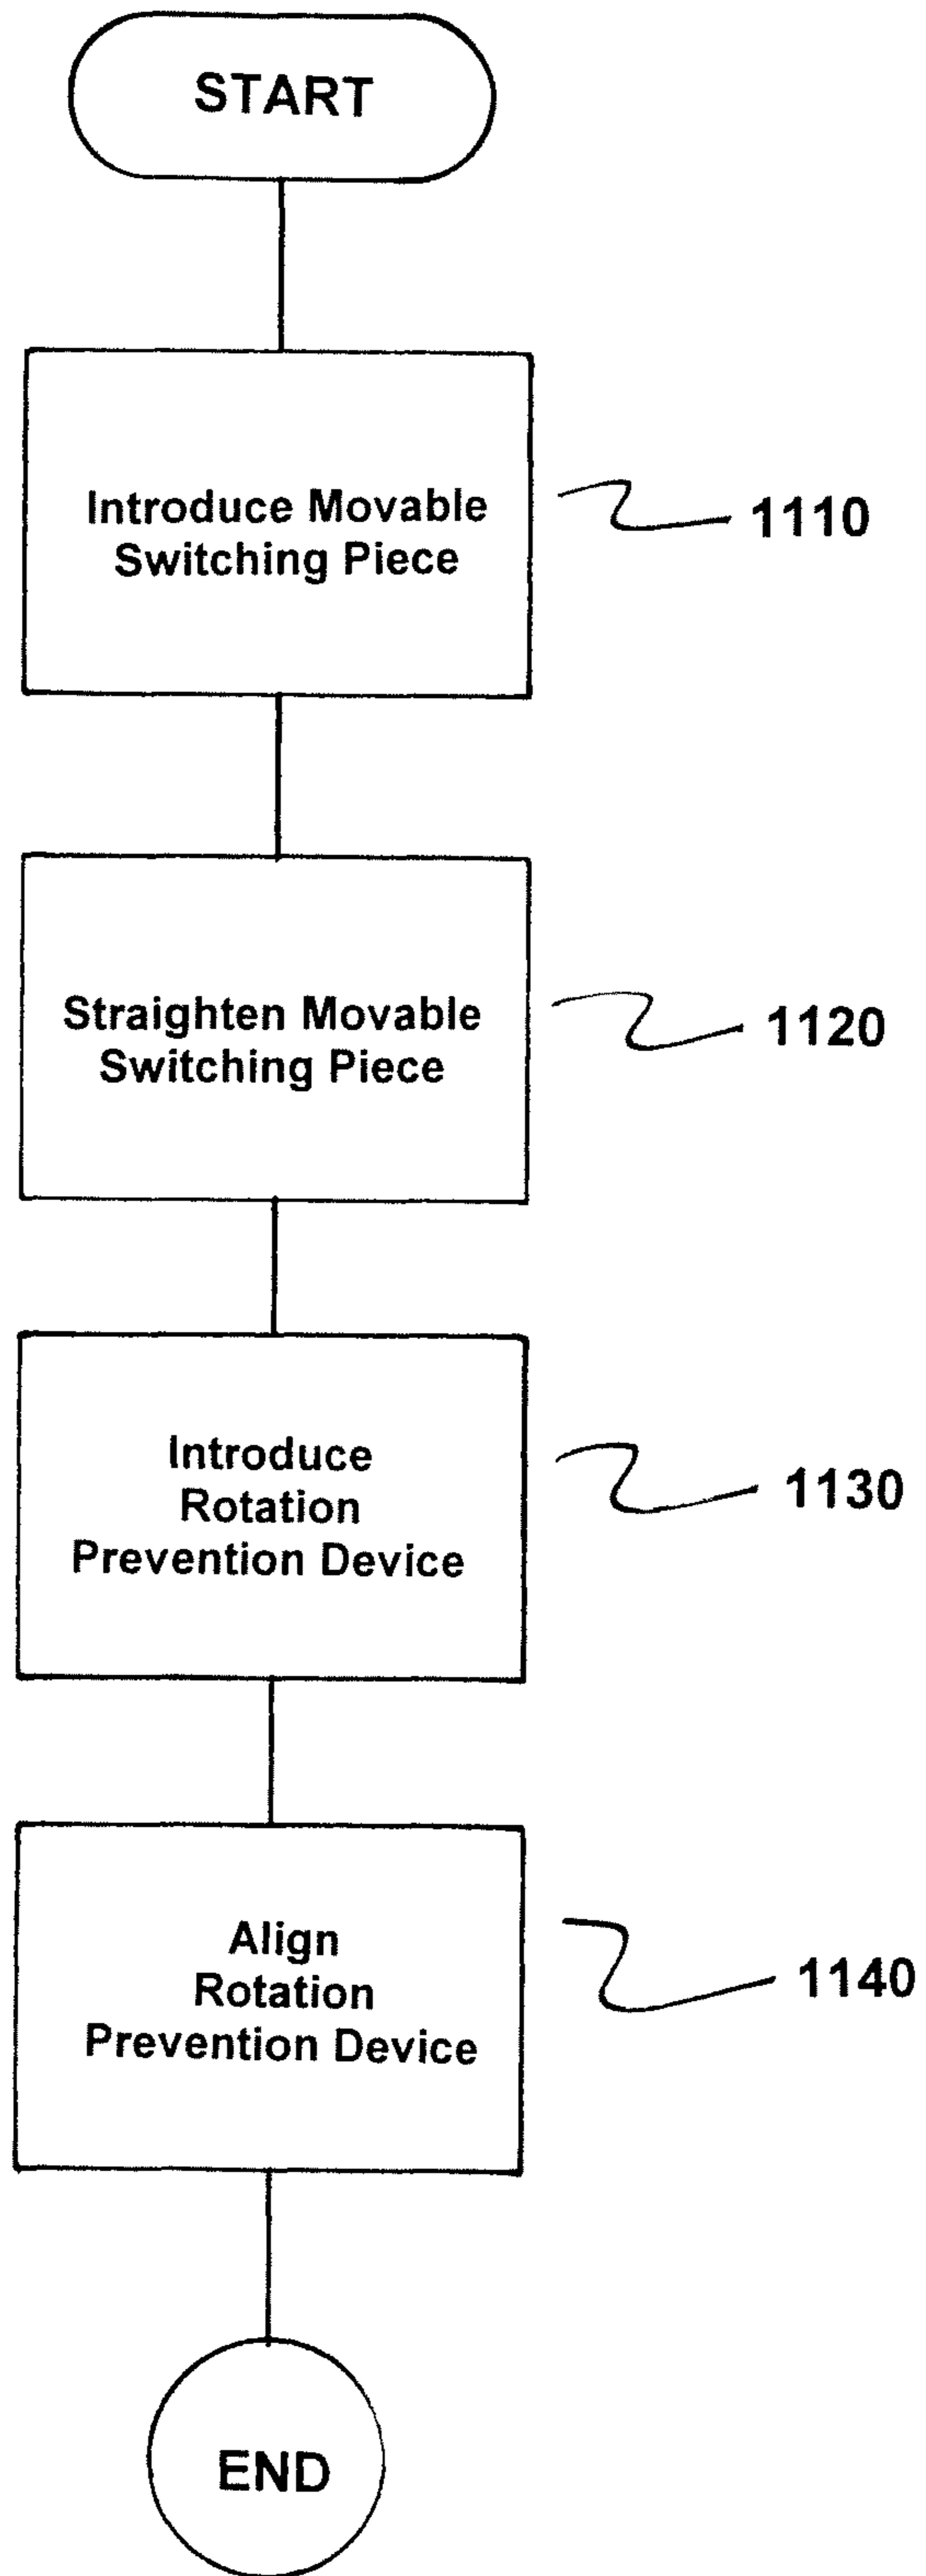 START
Introduce Movable
Switching Piece
1110
Straighten Movable
Switching Piece
1120
Introduce
Rotation
Prevention Device
1130
Align
Rotation
Prevention Device
1140
END